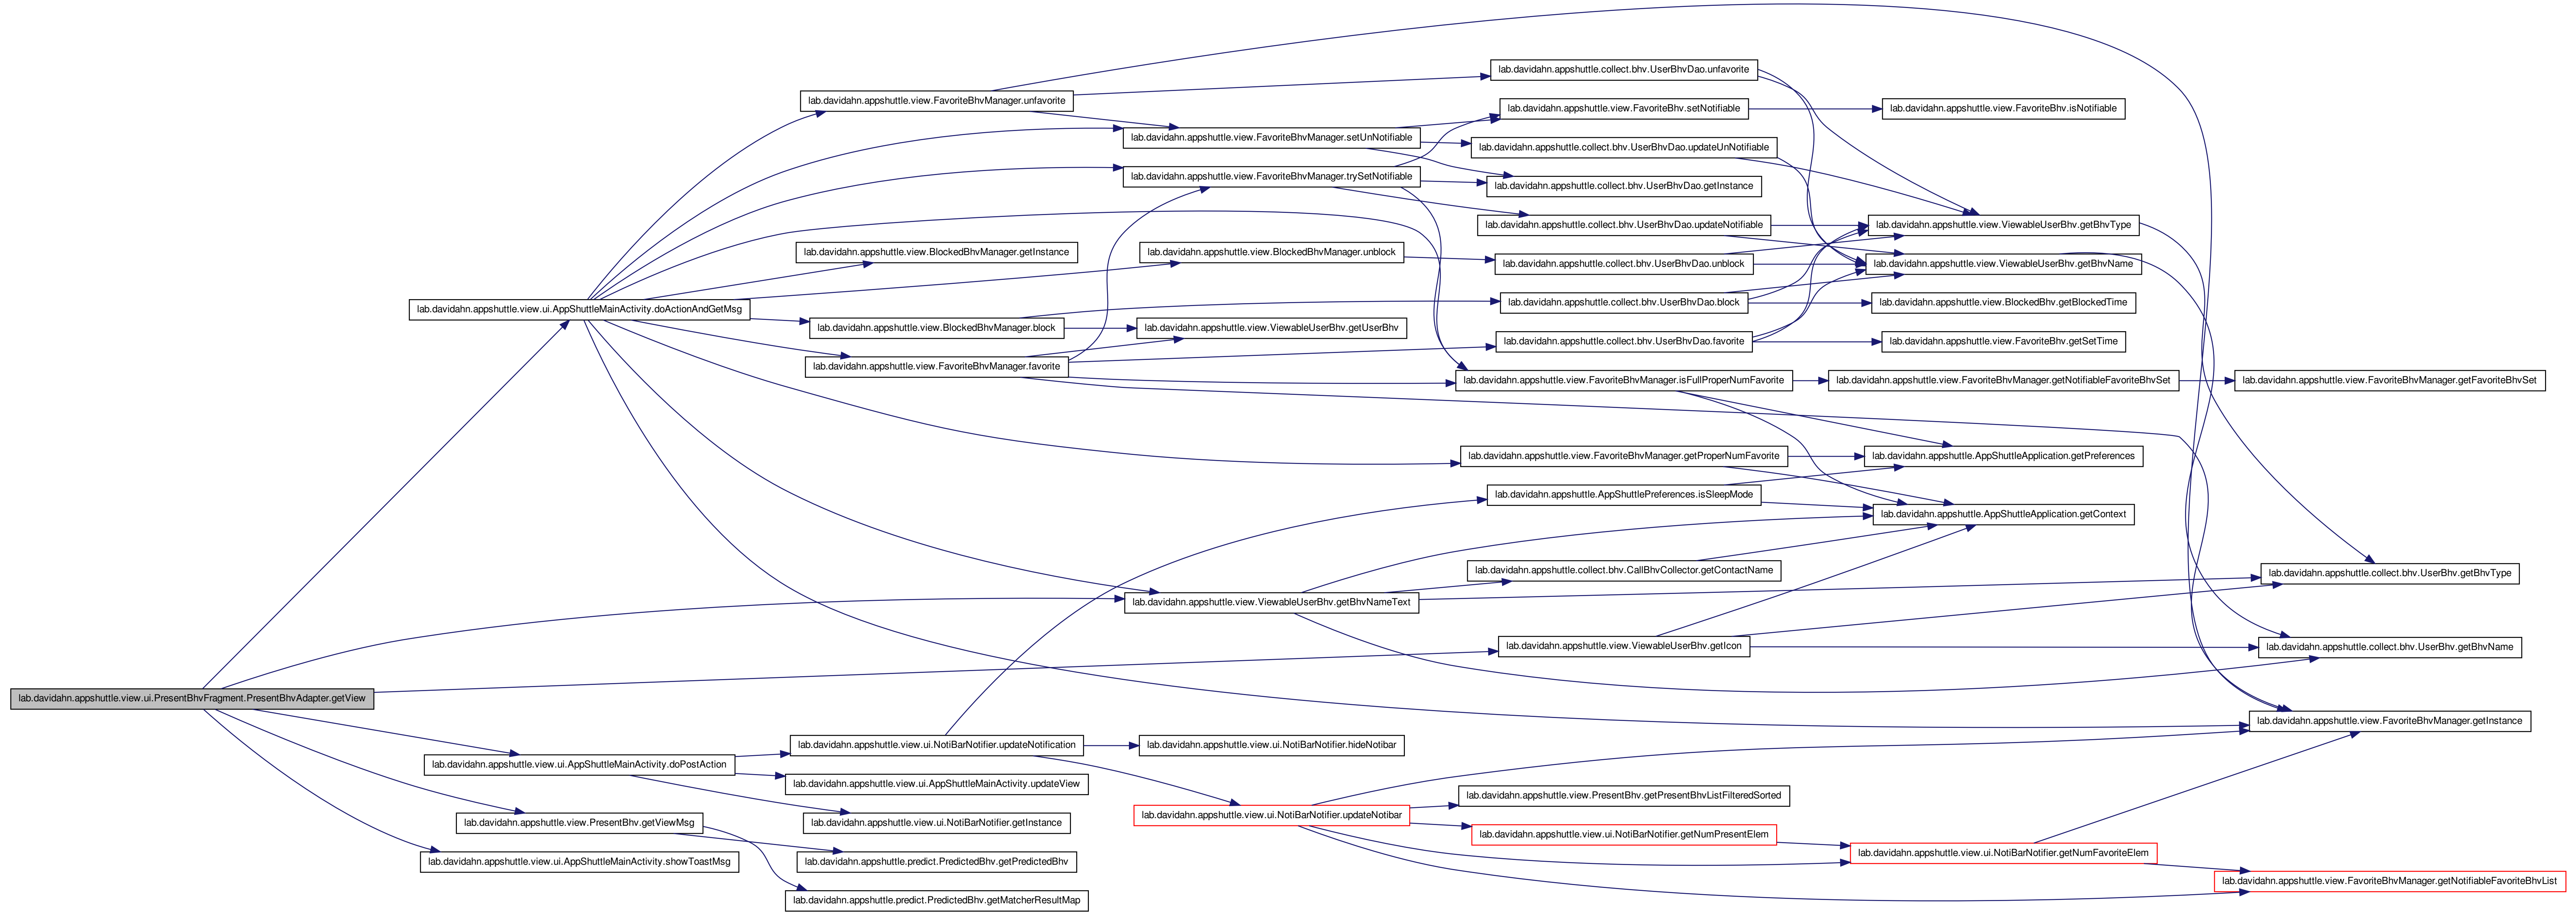 lab.davidahn.appshuttle.view.ui.PresentBhvFragment.PresentBhvAdapter.getView
lab.davidahn.appshuttle.view.ui.AppShuttleMainActivity.doActionAndGetMsg
lab.davidahn.appshuttle.view.ui.AppShuttleMainActivity.doPostAction
lab.davidahn.appshuttle.view.PresentBhv.getViewMsg
lab.davidahn.appshuttle.view.ui.AppShuttleMainActivity.showToastMsg
lab.davidahn.appshuttle.view.FavoriteBhvManager.unfavorite
lab.davidahn.appshuttle.view.BlockedBhvManager.getInstance
lab.davidahn.appshuttle.view.BlockedBhvManager.block
lab.davidahn.appshuttle.view.FavoriteBhvManager.favorite
lab.davidahn.appshuttle.view.ui.NotiBarNotifier.updateNotification
lab.davidahn.appshuttle.view.ui.AppShuttleMainActivity.updateView
lab.davidahn.appshuttle.view.ui.NotiBarNotifier.getInstance
lab.davidahn.appshuttle.predict.PredictedBhv.getPredictedBhv
lab.davidahn.appshuttle.predict.PredictedBhv.getMatcherResultMap
lab.davidahn.appshuttle.view.FavoriteBhvManager.setUnNotifiable
lab.davidahn.appshuttle.view.FavoriteBhvManager.trySetNotifiable
lab.davidahn.appshuttle.view.BlockedBhvManager.unblock
lab.davidahn.appshuttle.view.ViewableUserBhv.getUserBhv
lab.davidahn.appshuttle.view.ViewableUserBhv.getBhvNameText
lab.davidahn.appshuttle.view.ui.NotiBarNotifier.hideNotibar
lab.davidahn.appshuttle.view.ui.NotiBarNotifier.updateNotibar
lab.davidahn.appshuttle.collect.bhv.UserBhvDao.unfavorite
lab.davidahn.appshuttle.view.FavoriteBhv.setNotifiable
lab.davidahn.appshuttle.collect.bhv.UserBhvDao.updateUnNotifiable
lab.davidahn.appshuttle.collect.bhv.UserBhvDao.getInstance
lab.davidahn.appshuttle.collect.bhv.UserBhvDao.updateNotifiable
lab.davidahn.appshuttle.collect.bhv.UserBhvDao.unblock
lab.davidahn.appshuttle.collect.bhv.UserBhvDao.block
lab.davidahn.appshuttle.collect.bhv.UserBhvDao.favorite
lab.davidahn.appshuttle.view.FavoriteBhvManager.isFullProperNumFavorite
lab.davidahn.appshuttle.view.FavoriteBhvManager.getProperNumFavorite
lab.davidahn.appshuttle.AppShuttlePreferences.isSleepMode
lab.davidahn.appshuttle.collect.bhv.CallBhvCollector.getContactName
lab.davidahn.appshuttle.view.ViewableUserBhv.getIcon
lab.davidahn.appshuttle.view.PresentBhv.getPresentBhvListFilteredSorted
lab.davidahn.appshuttle.view.ui.NotiBarNotifier.getNumPresentElem
lab.davidahn.appshuttle.view.FavoriteBhv.isNotifiable
lab.davidahn.appshuttle.view.ViewableUserBhv.getBhvType
lab.davidahn.appshuttle.view.ViewableUserBhv.getBhvName
lab.davidahn.appshuttle.view.BlockedBhv.getBlockedTime
lab.davidahn.appshuttle.view.FavoriteBhv.getSetTime
lab.davidahn.appshuttle.view.FavoriteBhvManager.getNotifiableFavoriteBhvSet
lab.davidahn.appshuttle.AppShuttleApplication.getPreferences
lab.davidahn.appshuttle.AppShuttleApplication.getContext
lab.davidahn.appshuttle.view.ui.NotiBarNotifier.getNumFavoriteElem
lab.davidahn.appshuttle.view.FavoriteBhvManager.getFavoriteBhvSet
lab.davidahn.appshuttle.collect.bhv.UserBhv.getBhvType
lab.davidahn.appshuttle.collect.bhv.UserBhv.getBhvName
lab.davidahn.appshuttle.view.FavoriteBhvManager.getInstance
lab.davidahn.appshuttle.view.FavoriteBhvManager.getNotifiableFavoriteBhvList